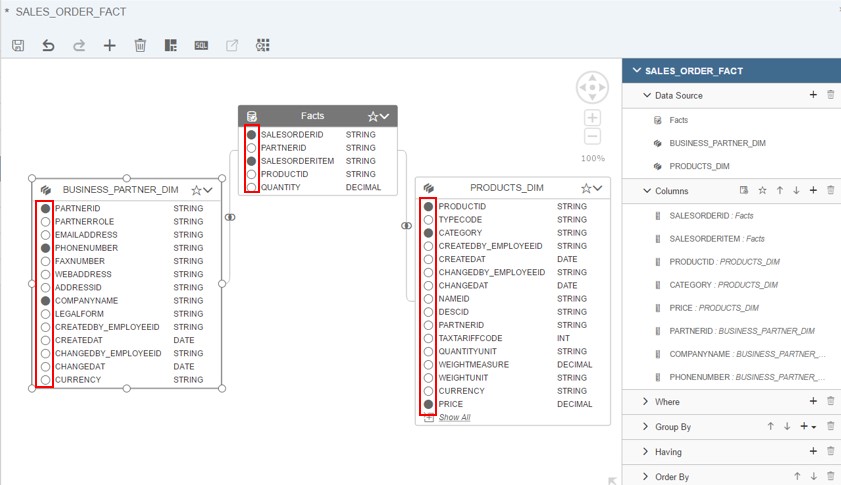 * SALES_ORDER_FACT
SQL
Facts
SALESORDERID STRING
PARTNERID STRING
SALESORDERITEM STRING
PRODUCTID STRING
QUANTITY DECIMAL
BUSINESS_PARTNER_DIM
PARTNERID STRING
PARTNERROLE STRING
EMAILADDRESS STRING
PHONENUMBER STRING
FAXNUMBER STRING
WEBADDRESS STRING
ADDRESSID STRING
COMPANYNAME STRING
LEGALFORM STRING
CREATEDBY_EMPLOYEEID STRING
CREATEDAT DATE
CHANGEDBY_EMPLOYEEID STRING
CHANGEDAT DATE
CURRENCY STRING
PRODUCTS_DIM
PRODUCTID STRING
TYPECODE STRING
CATEGORY STRING
CREATEDBY_EMPLOYEEID STRING
CREATEDAT DATE
CHANGEDBY_EMPLOYEEID STRING
CHANGEDAT DATE
NAMEID STRING
DESCID STRING
PARTNERID STRING
TAXTARIFFCODE INT
QUANTITYUNIT STRING
WEIGHTMEASURE DECIMAL
WEIGHTUNIT STRING
CURRENCY STRING
PRICE DECIMAL
Show All
100%
SALES_ORDER_FACT
Data Source
Facts
BUSINESS_PARTNER_DIM
PRODUCTS_DIM
Columns
SALESORDERID : Facts
SALESORDERITEM : Facts
PRODUCTID : PRODUCTS_DIM
CATEGORY : PRODUCTS_DIM
PRICE : PRODUCTS_DIM
PARTNERID : BUSINESS_PARTNER_DIM
COMPANYNAME : BUSINESS_PARTNER_...
PHONENUMBER : BUSINESS_PARTNER_...
Where
Group By
Having
Order By